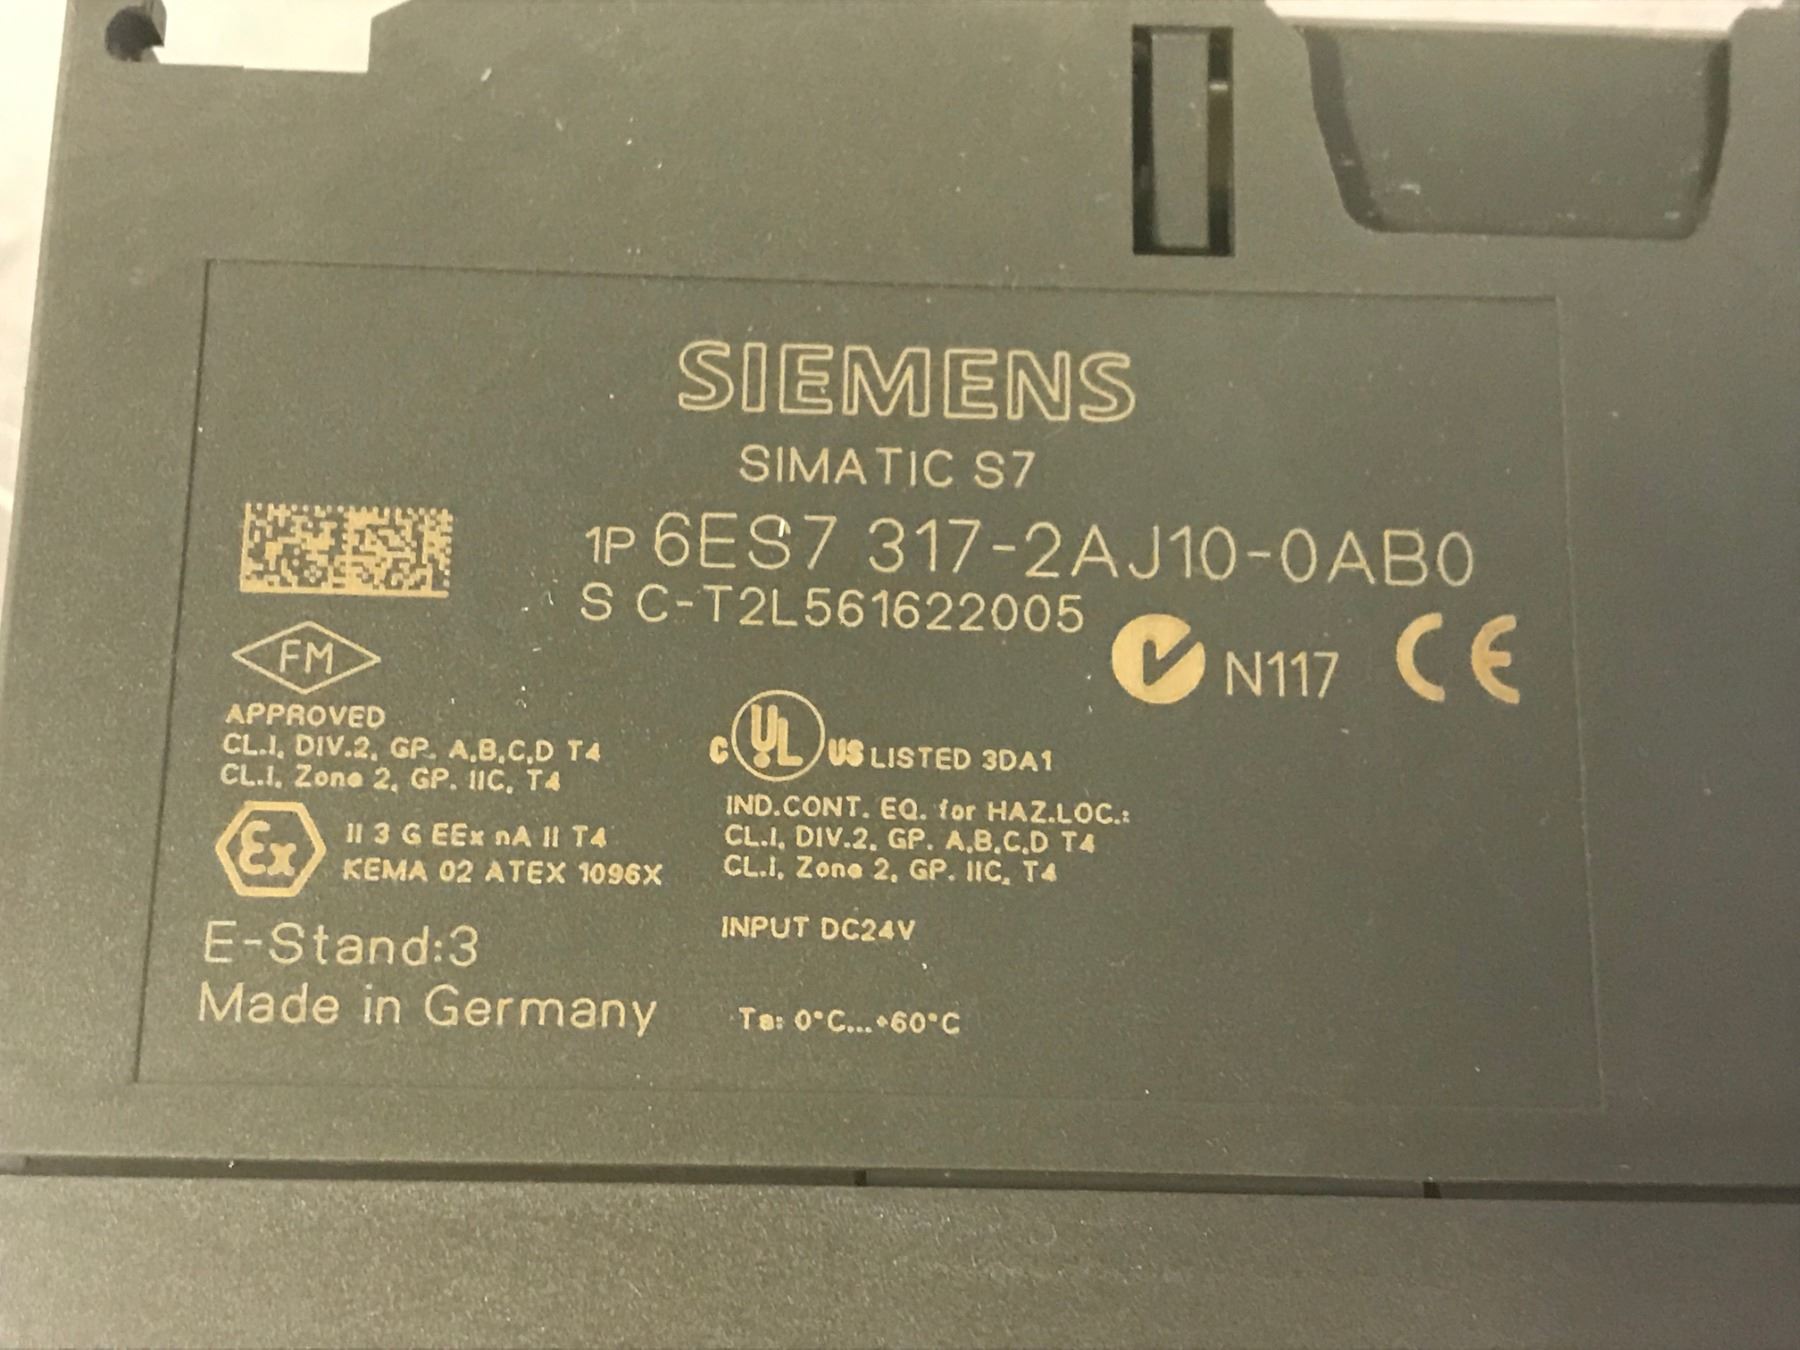 SIEMENS
SIMATIC S7
1P 6ES7 317-2AJ10-0AB0
S C-T2L561622005
N117 CE
FM
APPROVED
CL.I, DIV.2, GP. A,B,C,D T4
CL.I, Zone 2, GP. IIC, T4
C UL US LISTED 3DA1
IND.CONT. EQ. for HAZ.LOC.:
CL.I, DIV.2, GP. A,B,C,D T4
CL.I, Zone 2, GP. IIC, T4
Ex II 3 G EEx nA II T4
KEMA 02 ATEX 1096X
INPUT DC24V
E-Stand:3
Made in Germany
Ta: 0°C...+60°C